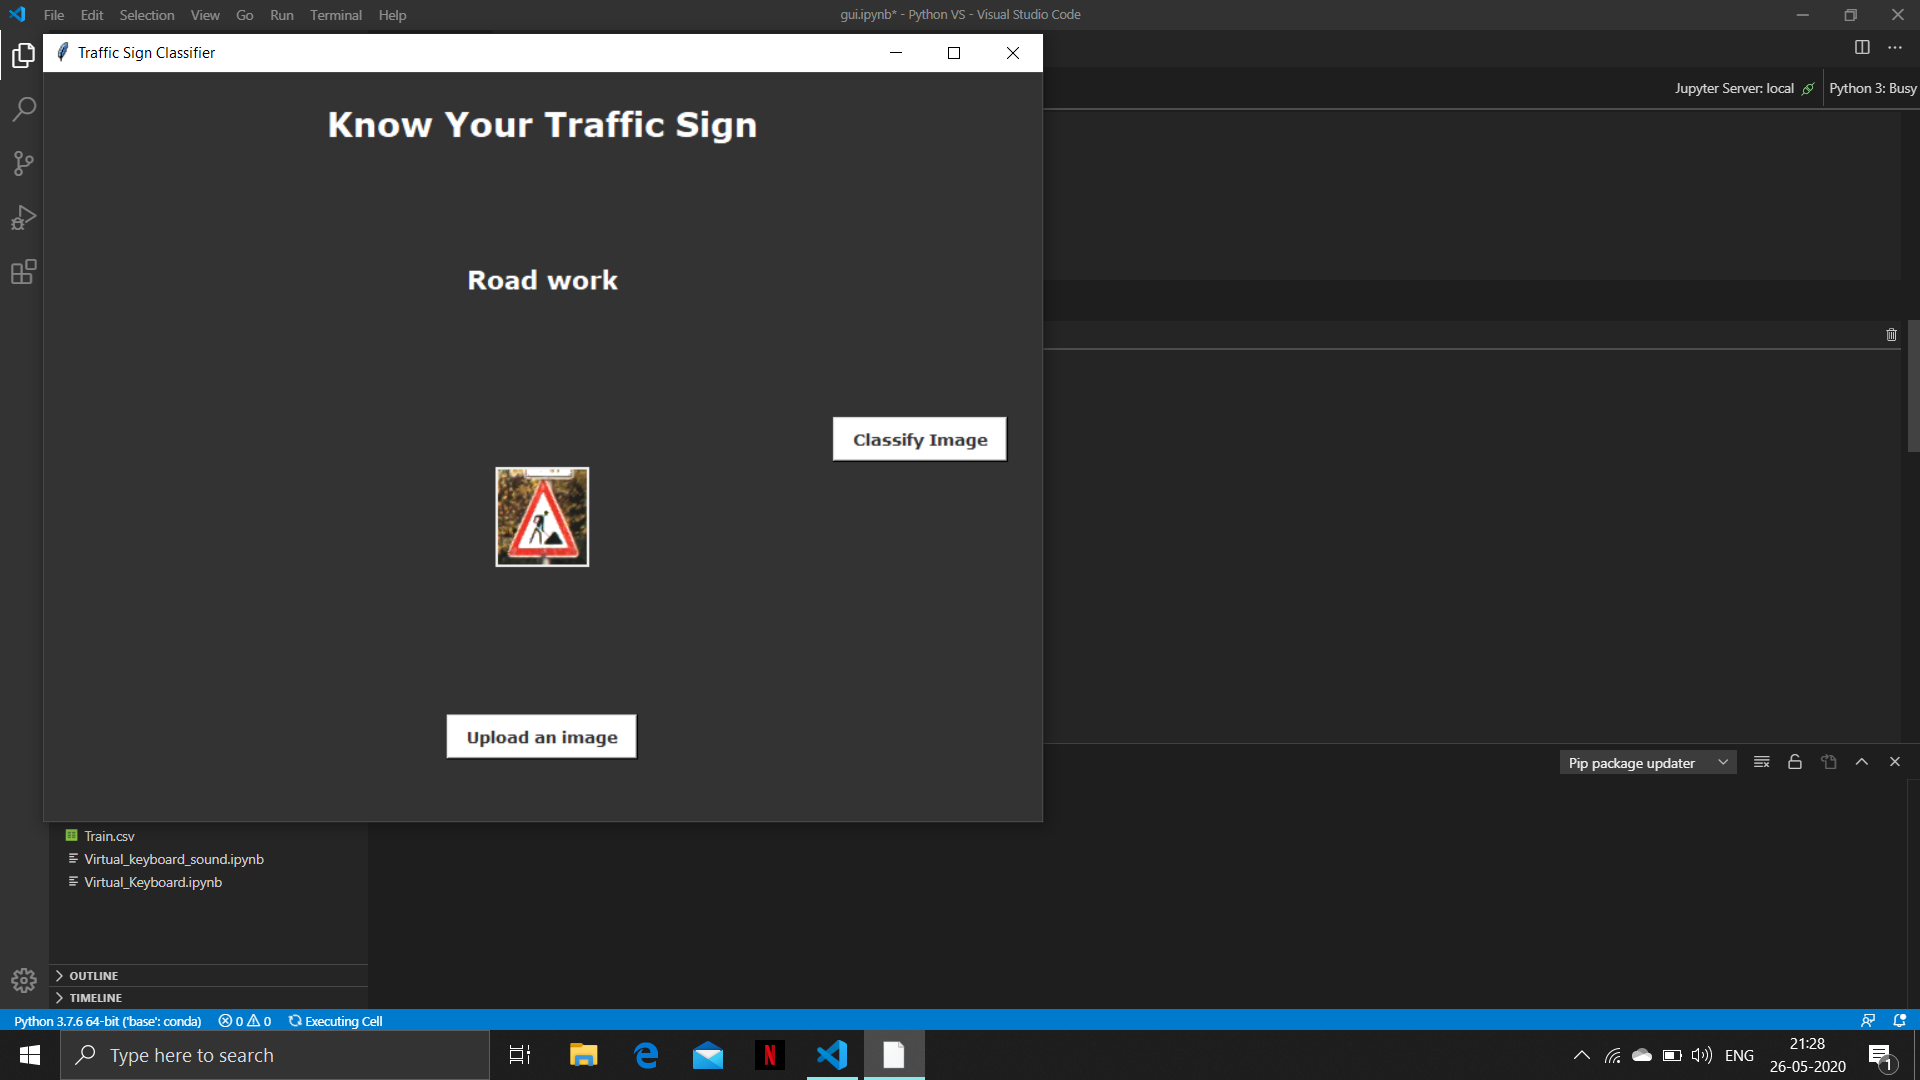 File Edit Selection View Go Run Terminal Help
gui.ipynb* - Python VS - Visual Studio Code
Traffic Sign Classifier
Jupyter Server: local
Python 3: Busy
Know Your Traffic Sign
Road work
Classify Image
Upload an image
Pip package updater
Train.csv
Virtual_keyboard_sound.ipynb
Virtual_Keyboard.ipynb
OUTLINE
TIMELINE
Python 3.7.6 64-bit ('base': conda) 0 0 Executing Cell
Type here to search
N
ENG
21:28
26-05-2020
1